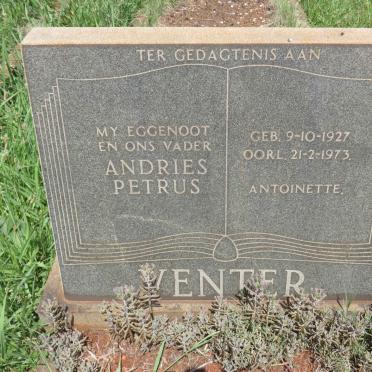 TER GEDAGTENIS AAN
MY EGGENOOT
EN ONS VADER
ANDRIES
PETRUS
GEB. 9-10-1927
OORL. 21-2-1973.
ANTOINETTE.
VENTER